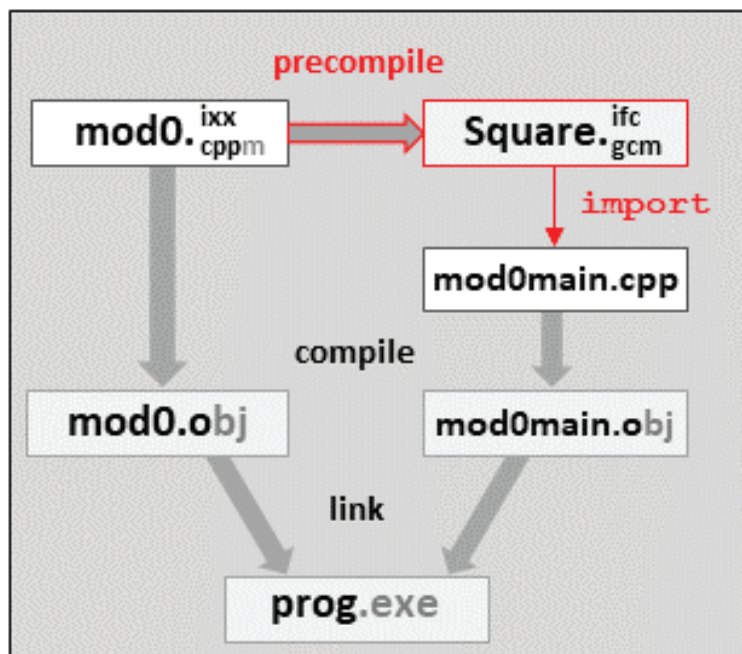 precompile
mod0.ixx cppm
Square.ifc gcm
import
mod0main.cpp
compile
mod0.obj
mod0main.obj
link
prog.exe